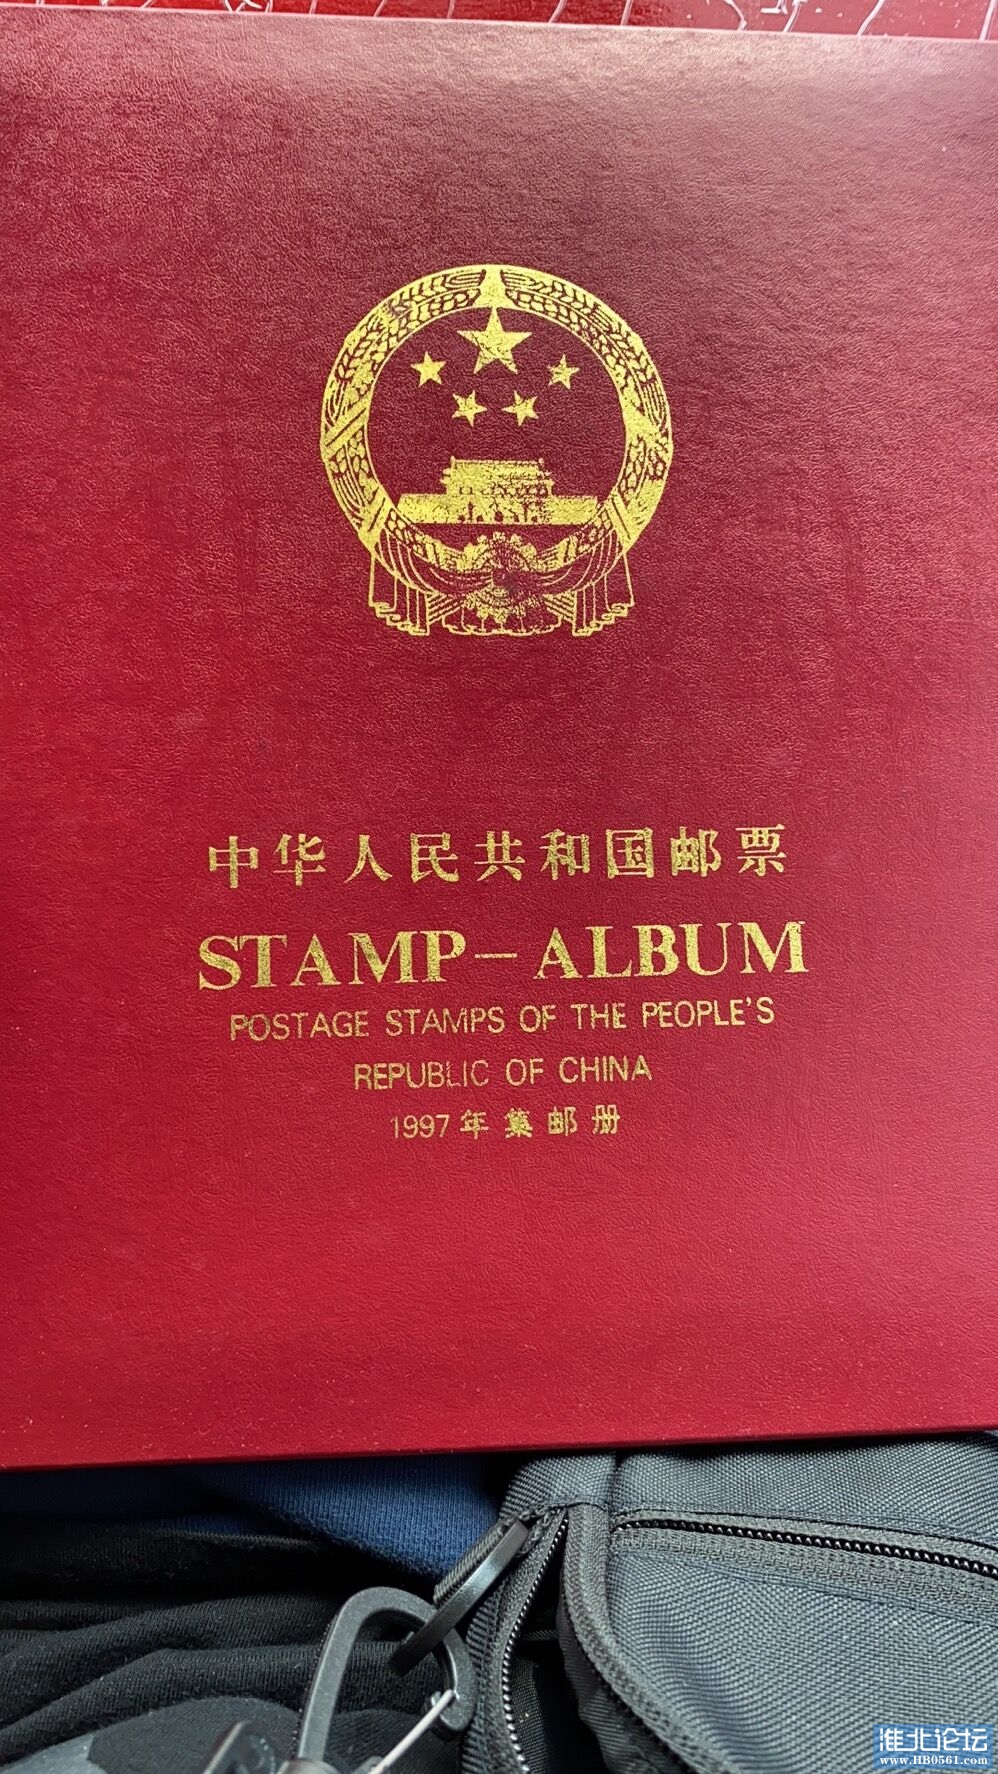 中华人民共和国邮票
STAMP-ALBUM
POSTAGE STAMPS OF THE PEOPLE'S
REPUBLIC OF CHINA
1997年集邮册
淮北论坛
www.HB0561.com